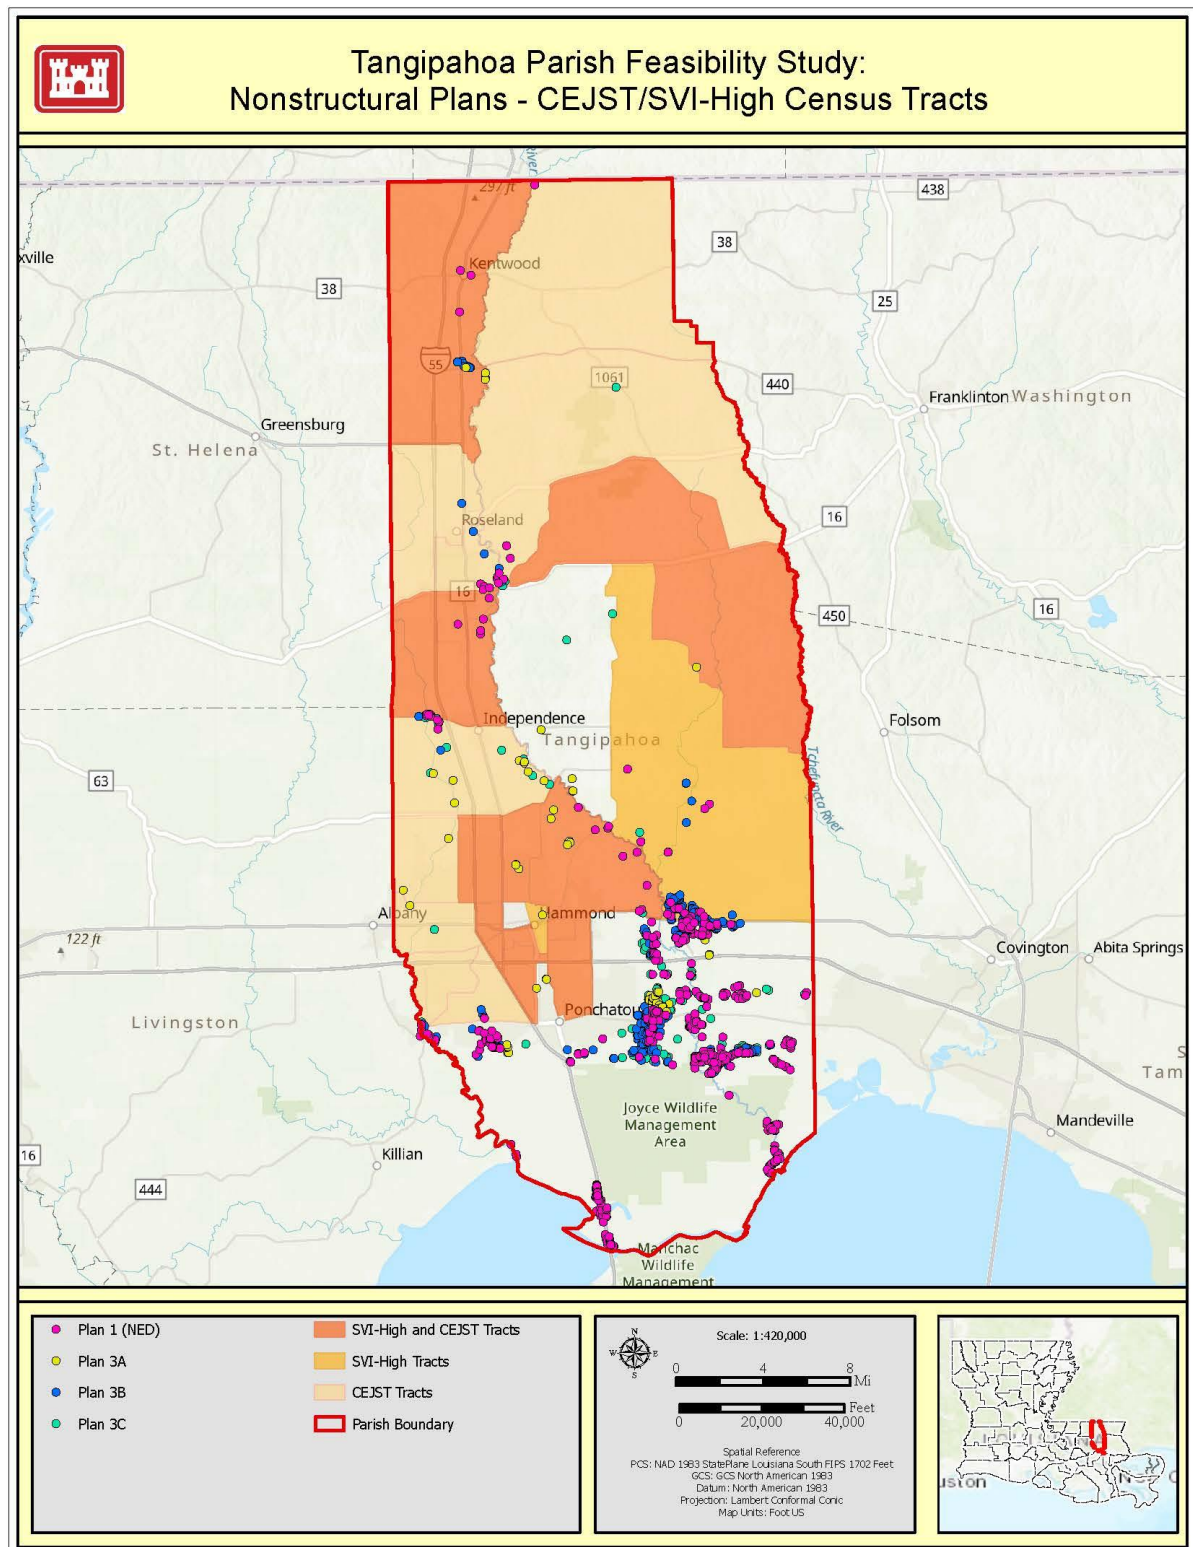 Tangipahoa Parish Feasibility Study:
Nonstructural Plans - CEJST/SVI-High Census Tracts
River
297 ft
438
xville
Kentwood
38
38
25
55
1061
440
Franklinton
Washington
Greensburg
St. Helena
Roseland
16
16
16
450
Independence
Tangipahoa
Folsom
63
Tchefuncta River
Albany
Hammond
122 ft
Covington
Abita Springs
Livingston
Ponchatou
Tam
Joyce Wildlife
Management
Area
Mandeville
16
Killian
444
Manchac
Wildlife
Management
Plan 1 (NED)
Plan 3A
Plan 3B
Plan 3C
SVI-High and CEJST Tracts
SVI-High Tracts
CEJST Tracts
Parish Boundary
N
W
E
S
Scale: 1:420,000
0 4 8
Mi
Feet
0 20,000 40,000
Spatial Reference
PCS: NAD 1983 StatePlane Louisiana South FIPS 1702 Feet
GCS: GCS North American 1983
Datum: North American 1983
Projection: Lambert Conformal Conic
Map Units: Foot US
LOUISIANA
uston